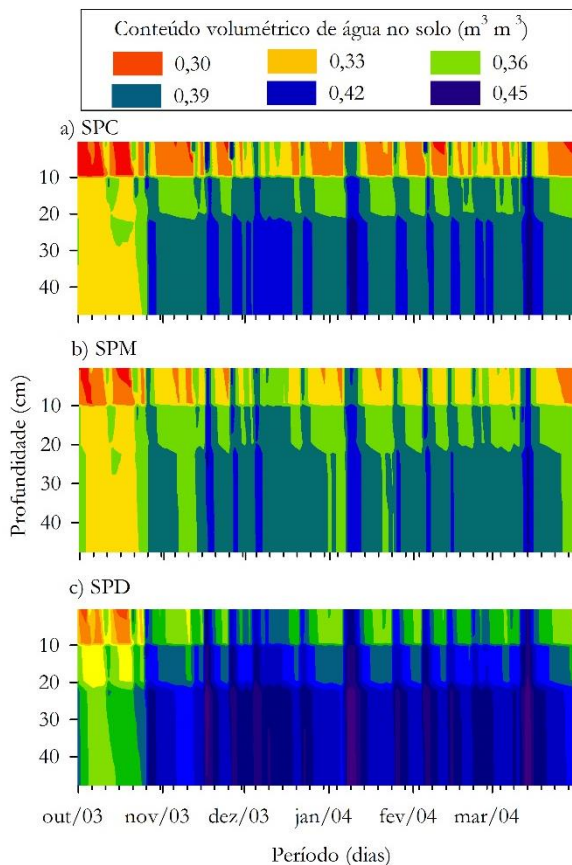 Conteúdo volumétrico de água no solo (m³ m⁻³)
0,30 0,33 0,36
0,39 0,42 0,45
a) SPC
10
20
30
40
b) SPM
10
20
40
Profundidade (cm)
c) SPD
10
20
30
40
out/03 nov/03 dez/03 jan/04 fev/04 mar/04
Período (dias)